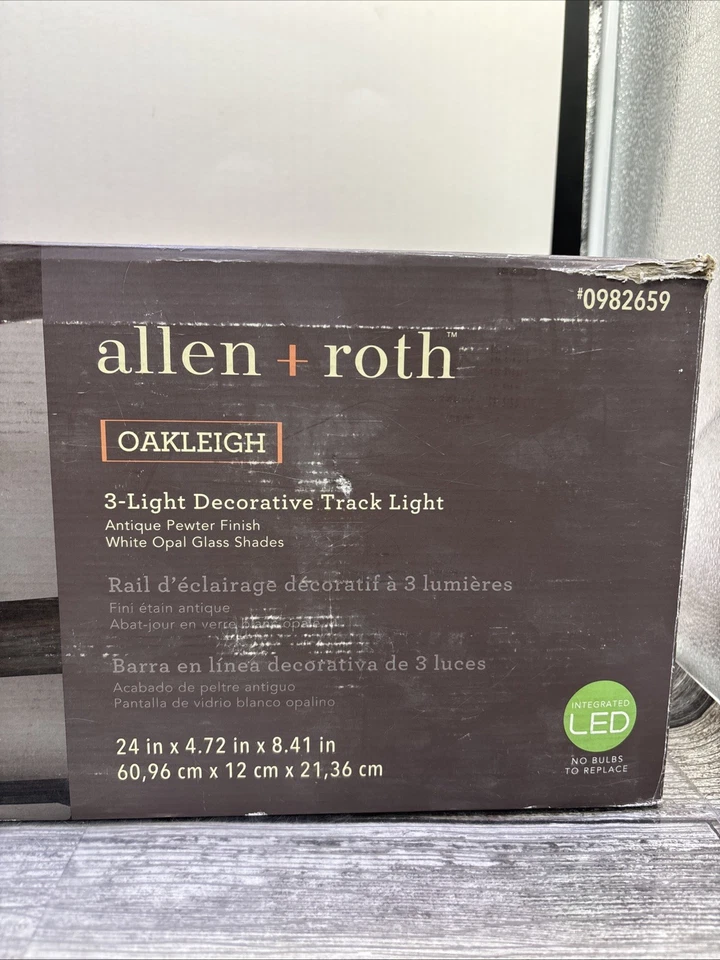 #0982659
allen + roth™
OAKLEIGH
3-Light Decorative Track Light
Antique Pewter Finish
White Opal Glass Shades
Rail d'éclairage décoratif à 3 lumières
Fini étain antique
Abat-jour en verre blanc opale
Barra en línea decorativa de 3 luces
Acabado de peltre antiguo
Pantalla de vidrio blanco opalino
24 in x 4.72 in x 8.41 in
60,96 cm x 12 cm x 21,36 cm
INTEGRATED
LED
NO BULBS
TO REPLACE